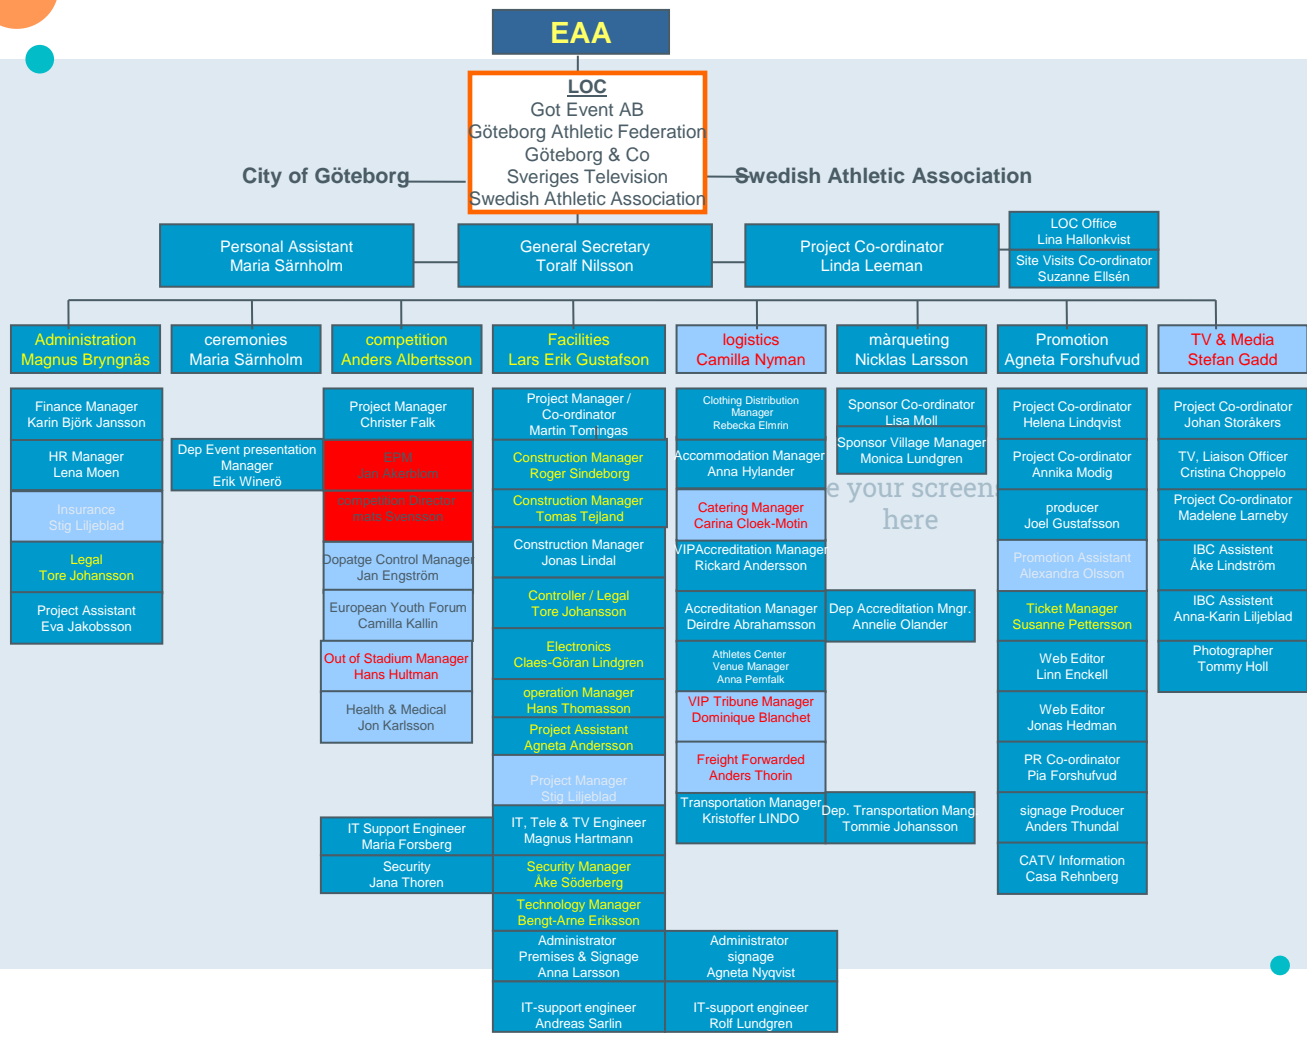 EAA
LOC
Got Event AB
Göteborg Athletic Federation
Göteborg & Co
Sveriges Television
Swedish Athletic Association
City of Göteborg
Swedish Athletic Association
Personal Assistant
Maria Särnholm
General Secretary
Toralf Nilsson
Project Co-ordinator
Linda Leeman
LOC Office
Lina Hallonkvist
Site Visits Co-ordinator
Suzanne Ellsén
Administration
Magnus Bryngnäs
ceremonies
Maria Särnholm
competition
Anders Albertsson
Facilities
Lars Erik Gustafson
logistics
Camilla Nyman
màrqueting
Nicklas Larsson
Promotion
Agneta Forshufvud
TV & Media
Stefan Gadd
Finance Manager
Karin Björk Jansson
HR Manager
Lena Moen
Insurance
Stig Liljeblad
Legal
Tore Johansson
Project Assistant
Eva Jakobsson
Dep Event presentation
Manager
Erik Winerö
Project Manager
Christer Falk
EPM
Jan Åkerblom
competition Director
mats Svensson
Dopatge Control Manager
Jan Engström
European Youth Forum
Camilla Kallin
Out of Stadium Manager
Hans Hultman
Health & Medical
Jon Karlsson
IT Support Engineer
Maria Forsberg
Security
Jana Thoren
Project Manager /
Co-ordinator
Martin Tomingas
Construction Manager
Roger Sindeborg
Construction Manager
Tomas Tejland
Construction Manager
Jonas Lindal
Controller / Legal
Tore Johansson
Electronics
Claes-Göran Lindgren
operation Manager
Hans Thomasson
Project Assistant
Agneta Andersson
Project Manager
Stig Liljeblad
IT, Tele & TV Engineer
Magnus Hartmann
Security Manager
Åke Söderberg
Technology Manager
Bengt-Arne Eriksson
Administrator
Premises & Signage
Anna Larsson
IT-support engineer
Andreas Sarlin
Administrator
signage
Agneta Nyqvist
IT-support engineer
Rolf Lundgren
Clothing Distribution
Manager
Rebecka Elmrin
Accommodation Manager
Anna Hylander
Catering Manager
Carina Cloek-Motin
VIPAccreditation Manager
Rickard Andersson
Accreditation Manager
Deirdre Abrahamsson
Athletes Center
Venue Manager
Anna Pernfalk
VIP Tribune Manager
Dominique Blanchet
Freight Forwarded
Anders Thorin
Transportation Manager
Kristoffer LINDO
Sponsor Co-ordinator
Lisa Moll
Sponsor Village Manager
Monica Lundgren
e your screens
here
Dep Accreditation Mngr.
Annelie Olander
Dep. Transportation Mang
Tommie Johansson
Project Co-ordinator
Helena Lindqvist
Project Co-ordinator
Annika Modig
producer
Joel Gustafsson
Promotion Assistant
Alexandra Olsson
Ticket Manager
Susanne Pettersson
Web Editor
Linn Enckell
Web Editor
Jonas Hedman
PR Co-ordinator
Pia Forshufvud
signage Producer
Anders Thundal
CATV Information
Casa Rehnberg
Project Co-ordinator
Johan Storåkers
TV, Liaison Officer
Cristina Choppelo
Project Co-ordinator
Madelene Larneby
IBC Assistent
Åke Lindström
IBC Assistent
Anna-Karin Liljeblad
Photographer
Tommy Holl